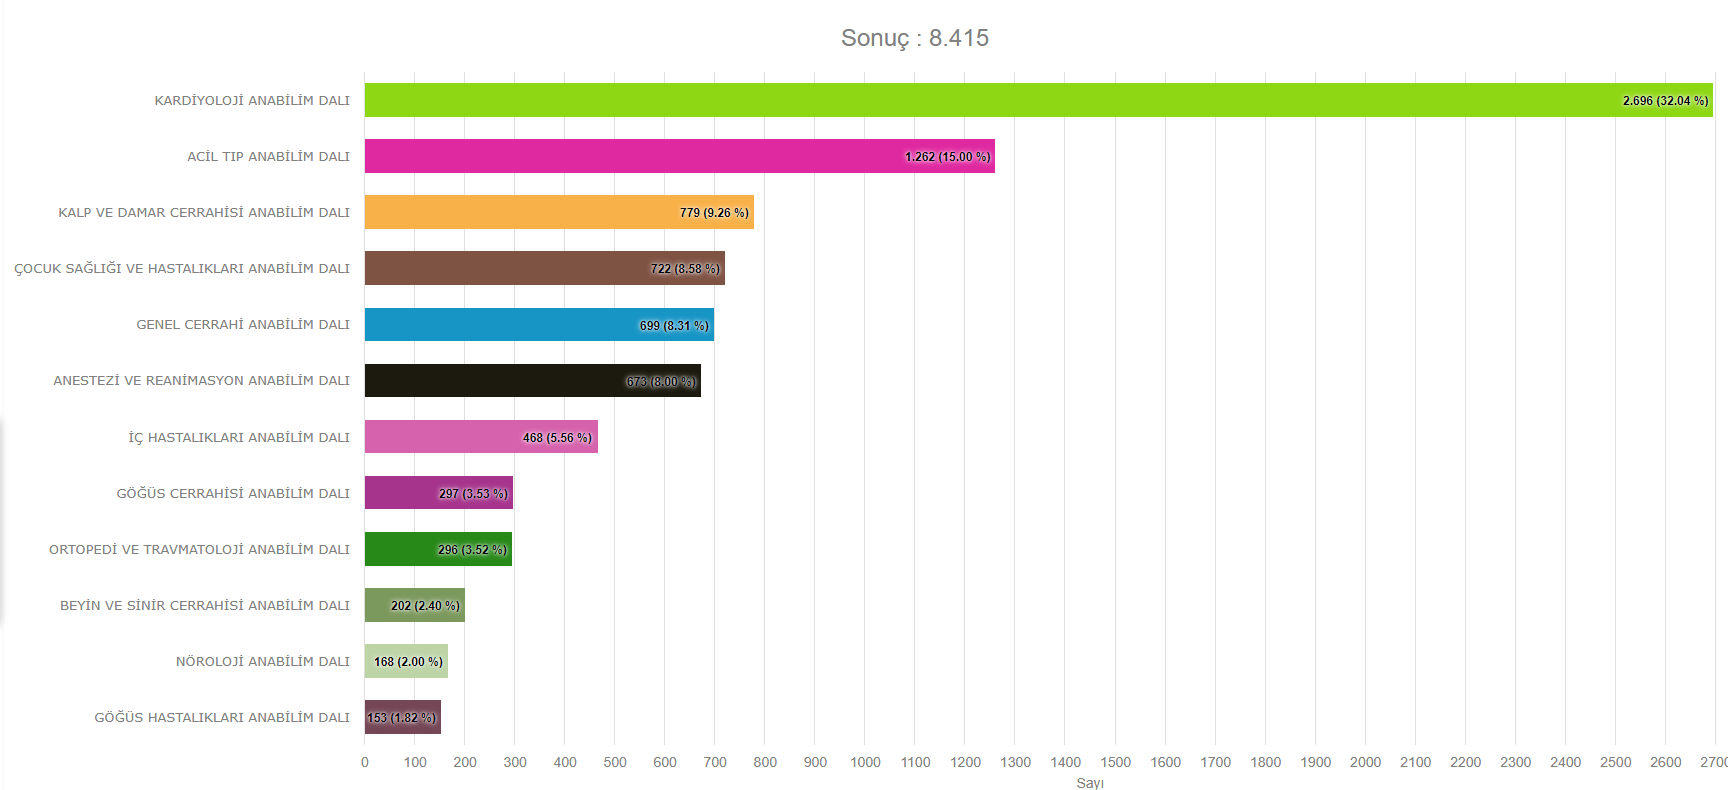 Sonuç : 8.415
KARDİYOLOJİ ANABİLİM DALI
2.696 (32.04 %)
ACİL TIP ANABİLİM DALI
1.262 (15.00 %)
KALP VE DAMAR CERRAHİSİ ANABİLİM DALI
779 (9.26 %)
ÇOCUK SAĞLIĞI VE HASTALIKLARI ANABİLİM DALI
722 (8.58 %)
GENEL CERRAHİ ANABİLİM DALI
699 (8.31 %)
ANESTEZİ VE REANİMASYON ANABİLİM DALI
673 (8.00 %)
İÇ HASTALIKLARI ANABİLİM DALI
468 (5.56 %)
GÖĞÜS CERRAHİSİ ANABİLİM DALI
297 (3.53 %)
ORTOPEDİ VE TRAVMATOLOJİ ANABİLİM DALI
296 (3.52 %)
BEYİN VE SİNİR CERRAHİSİ ANABİLİM DALI
202 (2.40 %)
NÖROLOJİ ANABİLİM DALI
168 (2.00 %)
GÖĞÜS HASTALIKLARI ANABİLİM DALI
153 (1.82 %)
0 100 200 300 400 500 600 700 800 900 1000 1100 1200 1300 1400 1500 1600 1700 1800 1900 2000 2100 2200 2300 2400 2500 2600 2700
Sayı